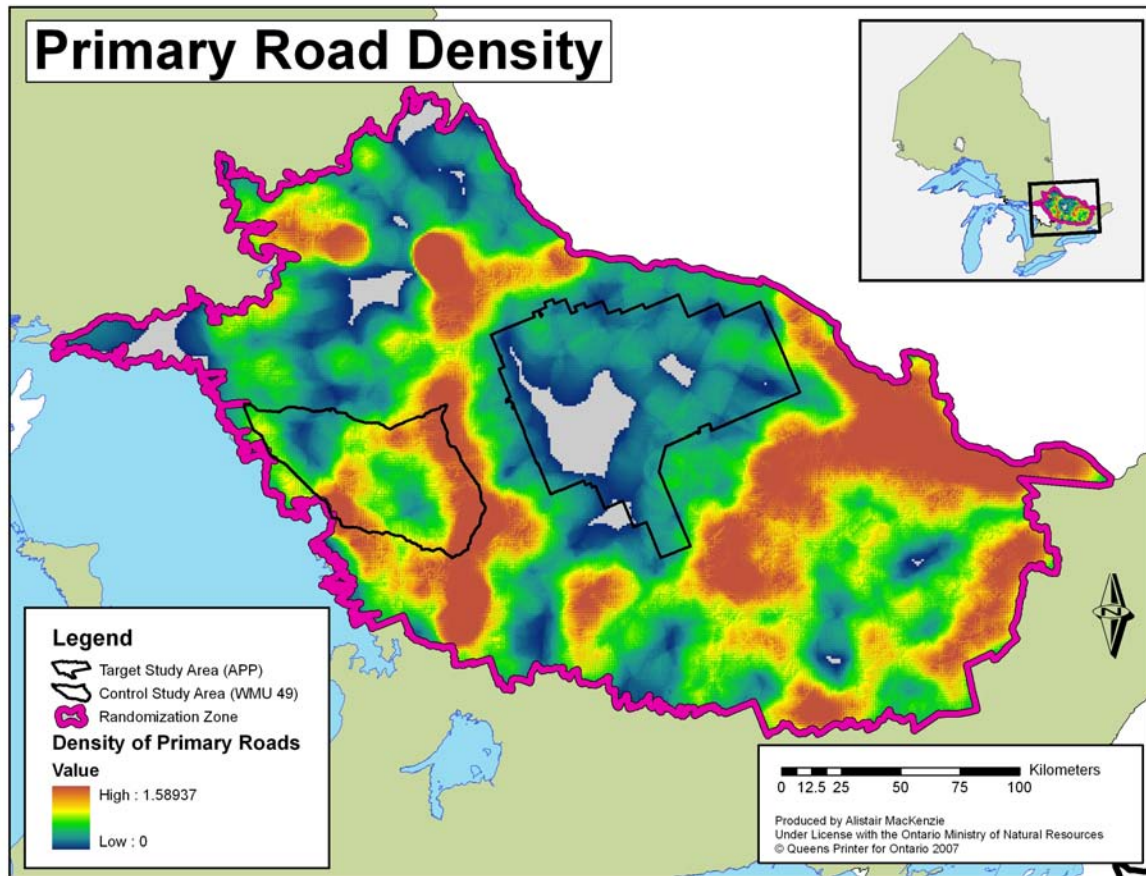 Primary Road Density
Legend
Target Study Area (APP)
Control Study Area (WMU 49)
Randomization Zone
Density of Primary Roads
Value
High : 1.58937
Low : 0
N
Kilometers
0 12.5 25 50 75 100
Produced by Alistair MacKenzie
Under License with the Ontario Ministry of Natural Resources
© Queens Printer for Ontario 2007